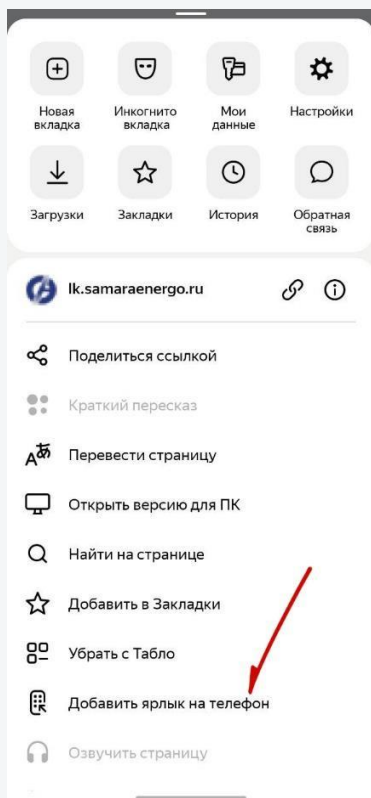 Новая вкладка
Инкогнито вкладка
Мои данные
Настройки
Загрузки
Закладки
История
Обратная связь
lk.samaraenergo.ru
Поделиться ссылкой
Краткий пересказ
Перевести страницу
Открыть версию для ПК
Найти на странице
Добавить в Закладки
Убрать с Табло
Добавить ярлык на телефон
Озвучить страницу